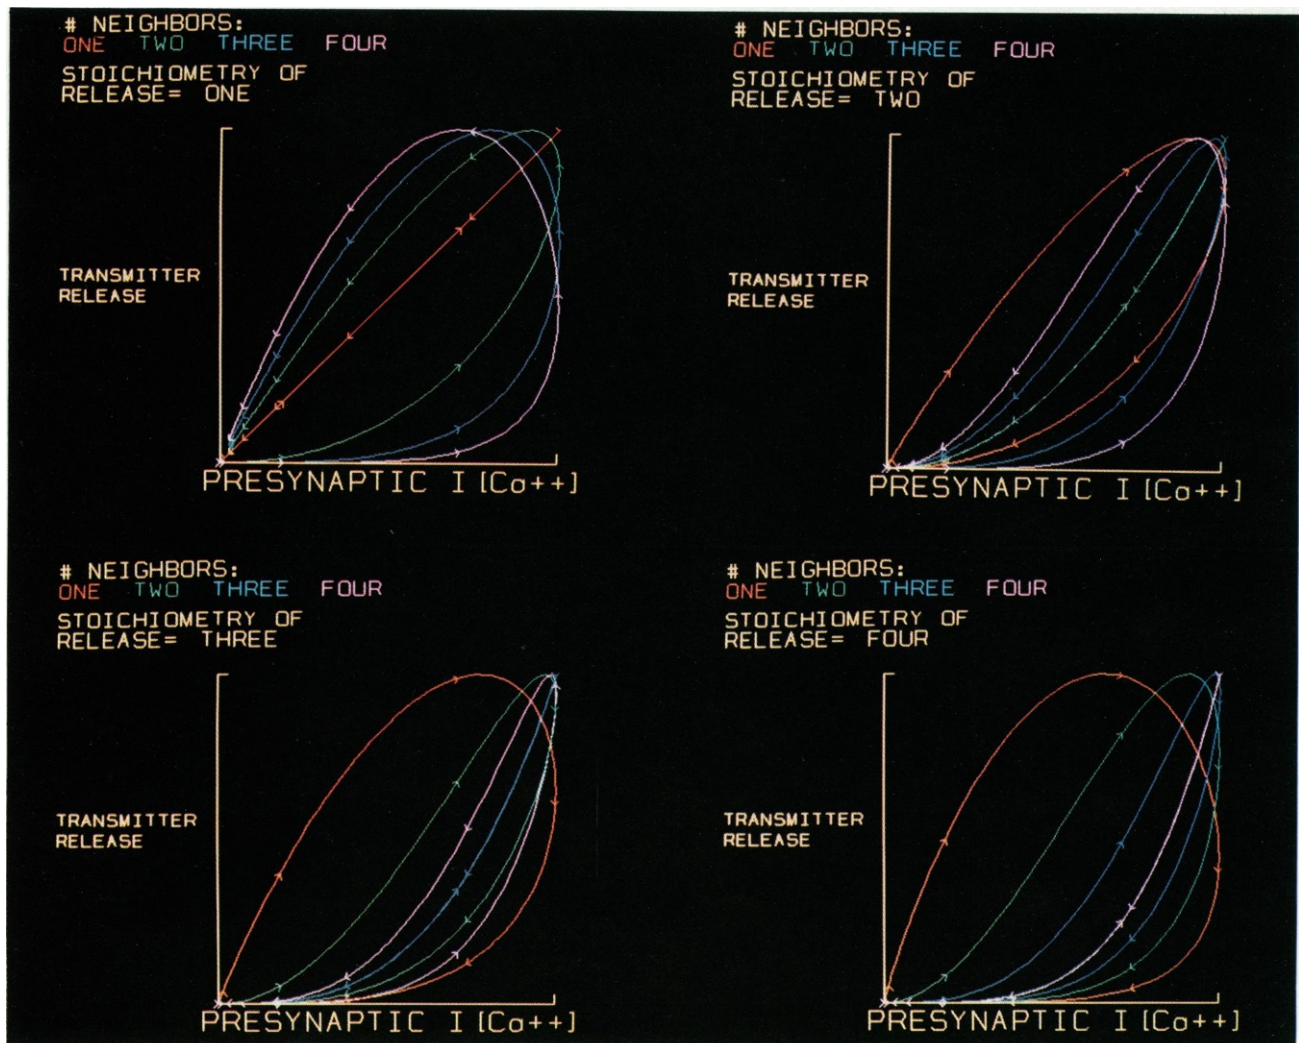 # NEIGHBORS:
ONE TWO THREE FOUR
STOICHIOMETRY OF
RELEASE= ONE
TRANSMITTER
RELEASE
PRESYNAPTIC I [Ca++]
# NEIGHBORS:
ONE TWO THREE FOUR
STOICHIOMETRY OF
RELEASE= TWO
TRANSMITTER
RELEASE
PRESYNAPTIC I [Ca++]
# NEIGHBORS:
ONE TWO THREE FOUR
STOICHIOMETRY OF
RELEASE= THREE
TRANSMITTER
RELEASE
PRESYNAPTIC I [Ca++]
# NEIGHBORS:
ONE TWO THREE FOUR
STOICHIOMETRY OF
RELEASE= FOUR
TRANSMITTER
RELEASE
PRESYNAPTIC I [Ca++]